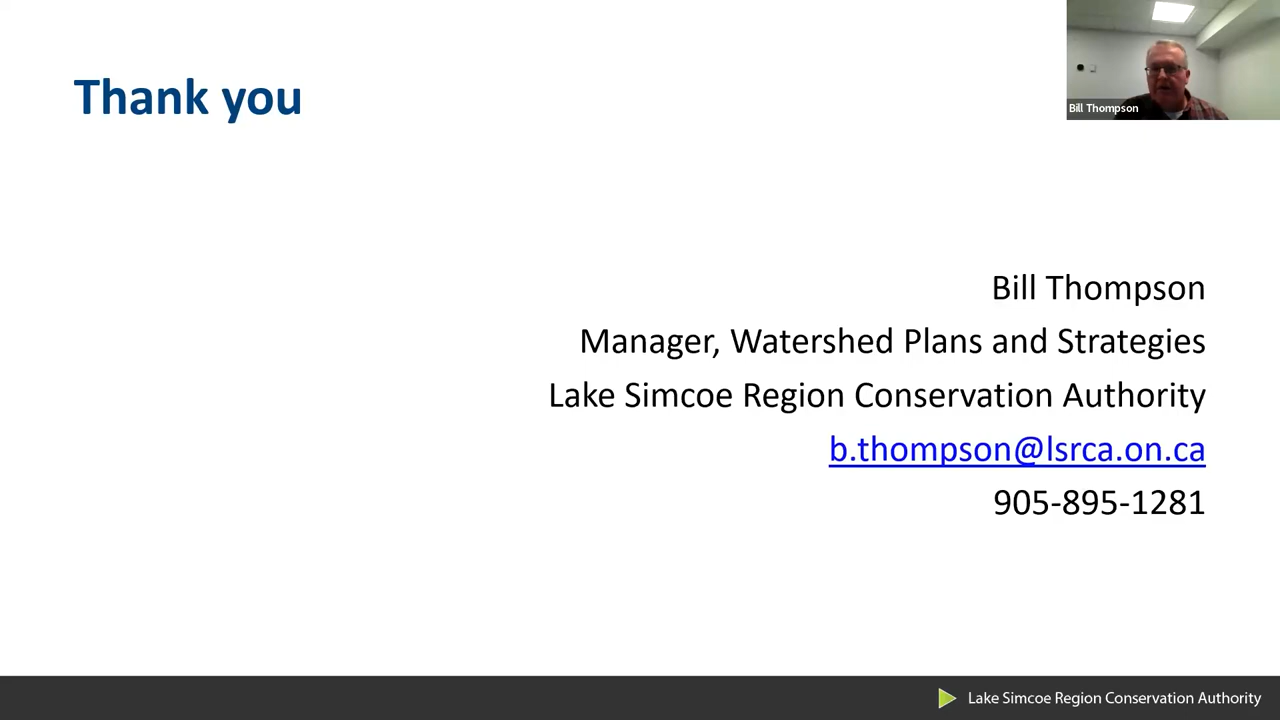 Thank you
Bill Thompson
Bill Thompson
Manager, Watershed Plans and Strategies
Lake Simcoe Region Conservation Authority
b.thompson@lsrca.on.ca
905-895-1281
Lake Simcoe Region Conservation Authority